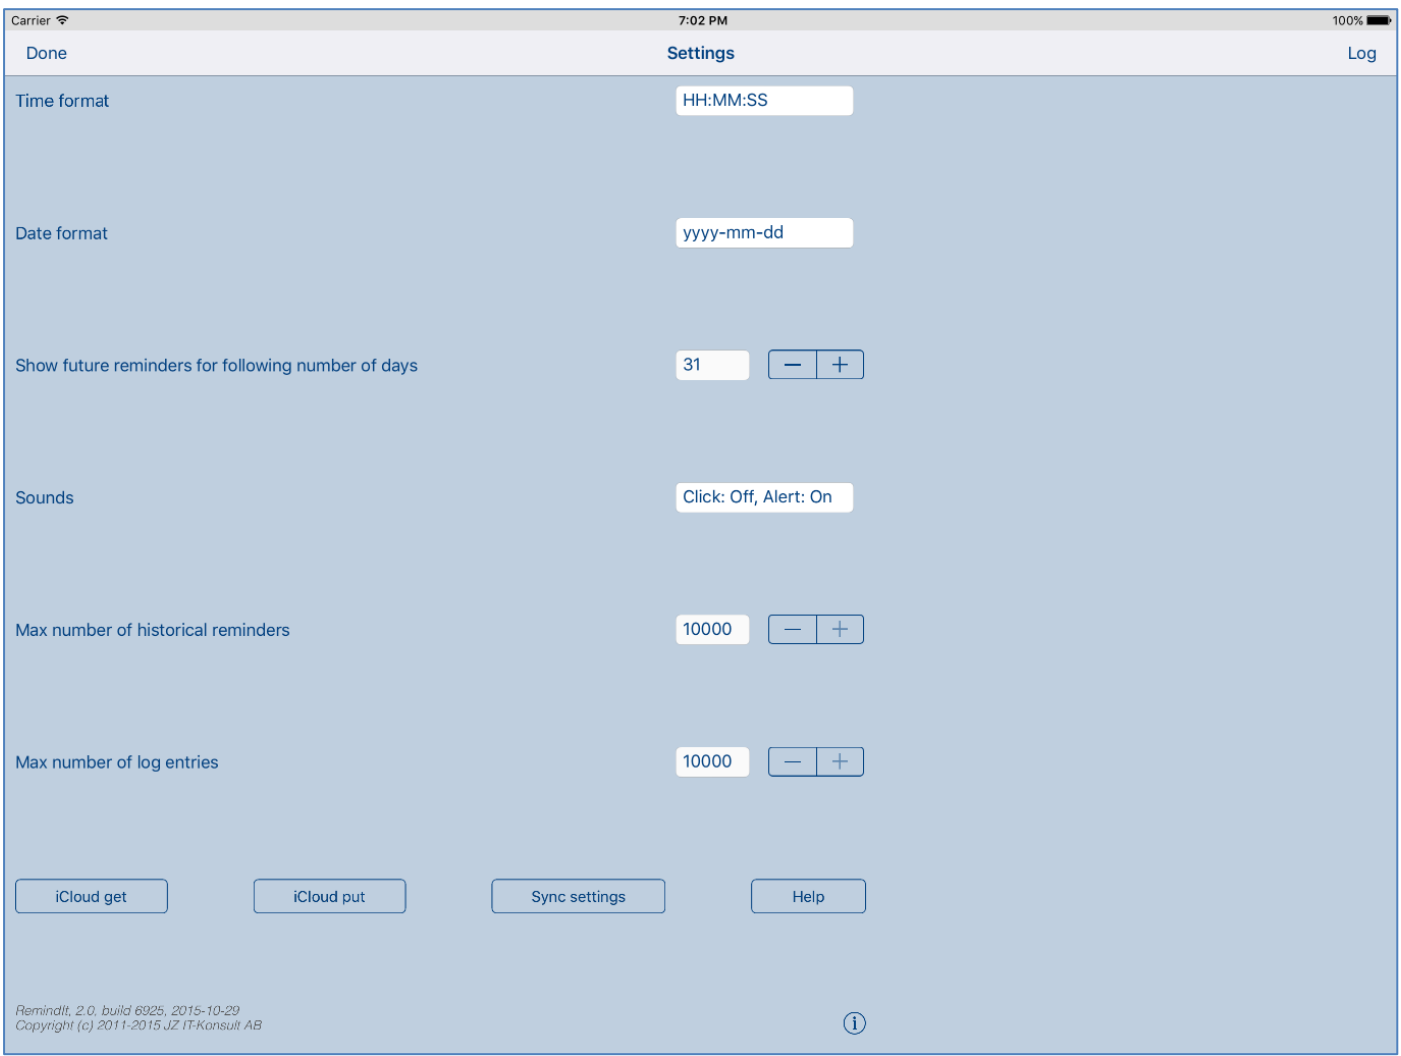 Carrier 7:02 PM 100%
Done Settings Log
Time format HH:MM:SS
Date format yyyy-mm-dd
Show future reminders for following number of days 31 — +
Sounds Click: Off, Alert: On
Max number of historical reminders 10000 — +
Max number of log entries 10000 — +
iCloud get iCloud put Sync settings Help
RemindIt, 2.0, build 6925, 2015-10-29
Copyright (c) 2011-2015 JZ IT-Konsult AB
i